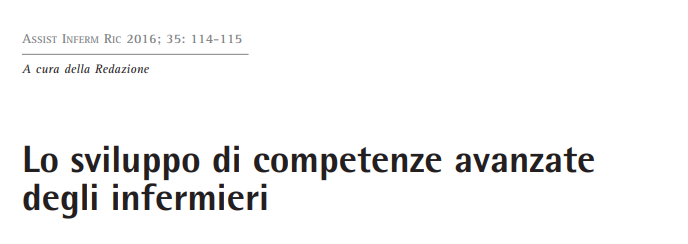 Assist Inferm Ric 2016; 35: 114-115
A cura della Redazione
Lo sviluppo di competenze avanzate
degli infermieri